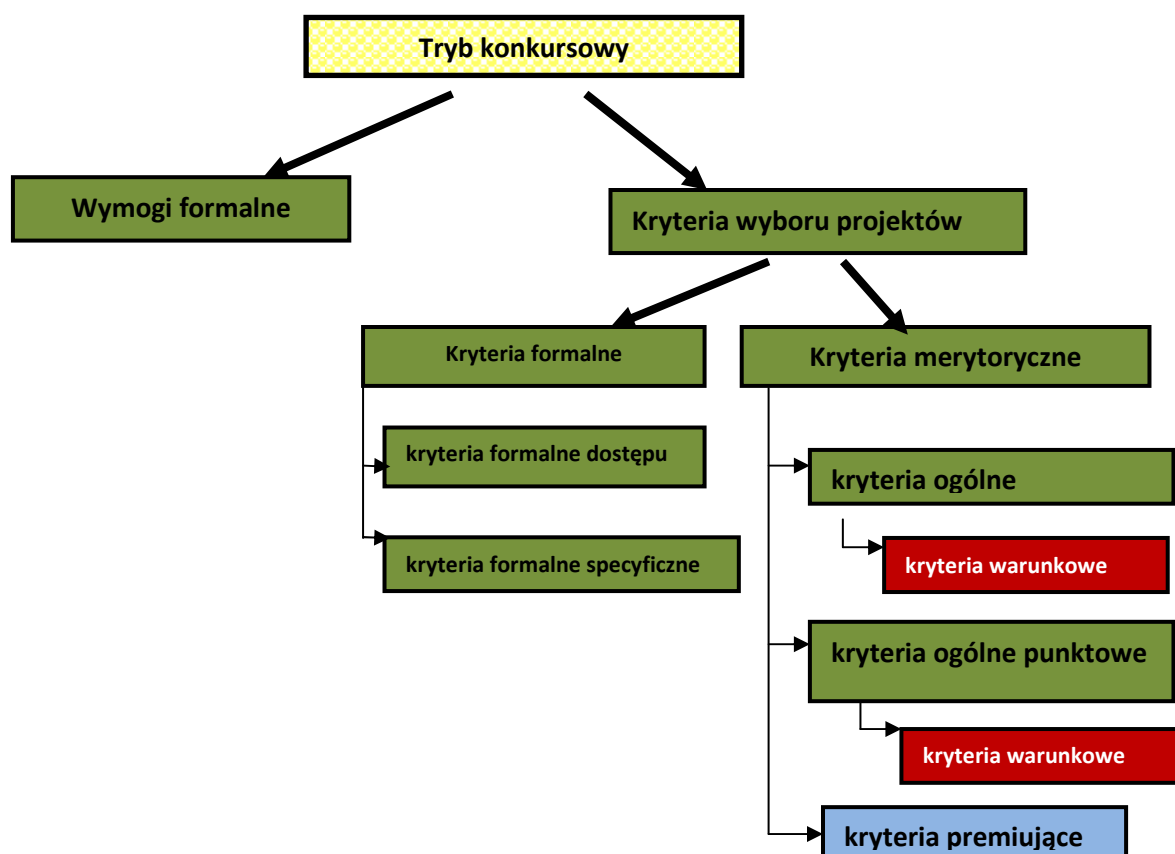 Tryb konkursowy
Wymogi formalne
Kryteria wyboru projektów
Kryteria formalne
Kryteria merytoryczne
kryteria formalne dostępu
kryteria ogólne
kryteria formalne specyficzne
kryteria warunkowe
kryteria ogólne punktowe
kryteria warunkowe
kryteria premiujące